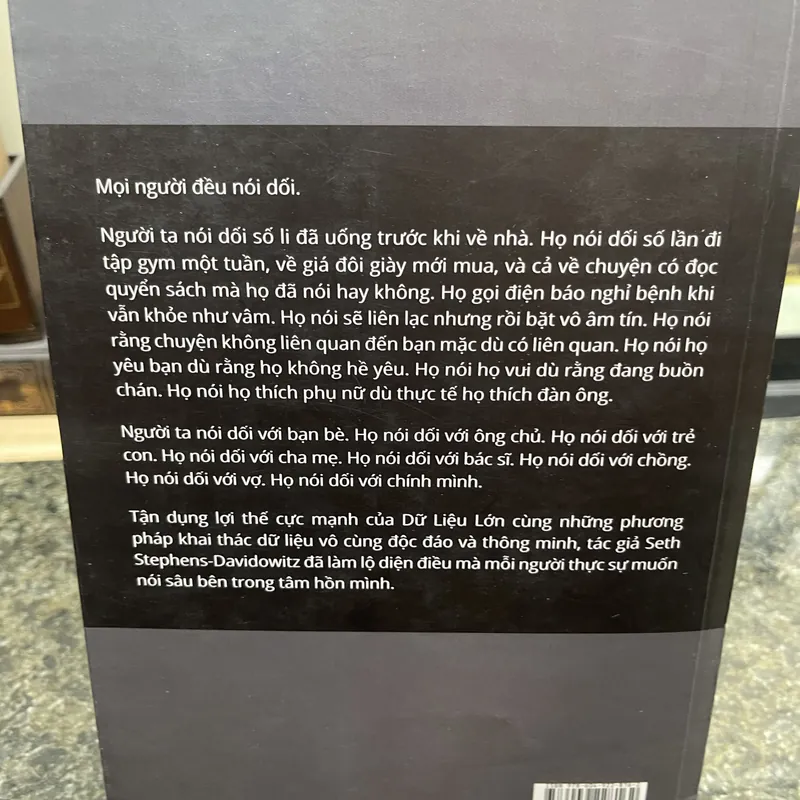 Mọi người đều nói dối.
Người ta nói dối số li đã uống trước khi về nhà. Họ nói dối số lần đi
tập gym một tuần, về giá đôi giày mới mua, và cả về chuyện có đọc
quyển sách mà họ đã nói hay không. Họ gọi điện báo nghỉ bệnh khi
vẫn khỏe như vâm. Họ nói sẽ liên lạc nhưng rồi bặt vô âm tín. Họ nói
rằng chuyện không liên quan đến bạn mặc dù có liên quan. Họ nói họ
yêu bạn dù rằng họ không hề yêu. Họ nói họ vui dù rằng đang buồn
chán. Họ nói họ thích phụ nữ dù thực tế họ thích đàn ông.
Người ta nói dối với bạn bè. Họ nói dối với ông chủ. Họ nói dối với trẻ
con. Họ nói dối với cha mẹ. Họ nói dối với bác sĩ. Họ nói dối với chồng.
Họ nói dối với vợ. Họ nói dối với chính mình.
Tận dụng lợi thế cực mạnh của Dữ Liệu Lớn cùng những phương
pháp khai thác dữ liệu vô cùng độc đáo và thông minh, tác giả Seth
Stephens-Davidowitz đã làm lộ diện điều mà mỗi người thực sự muốn
nói sâu bên trong tâm hồn mình.